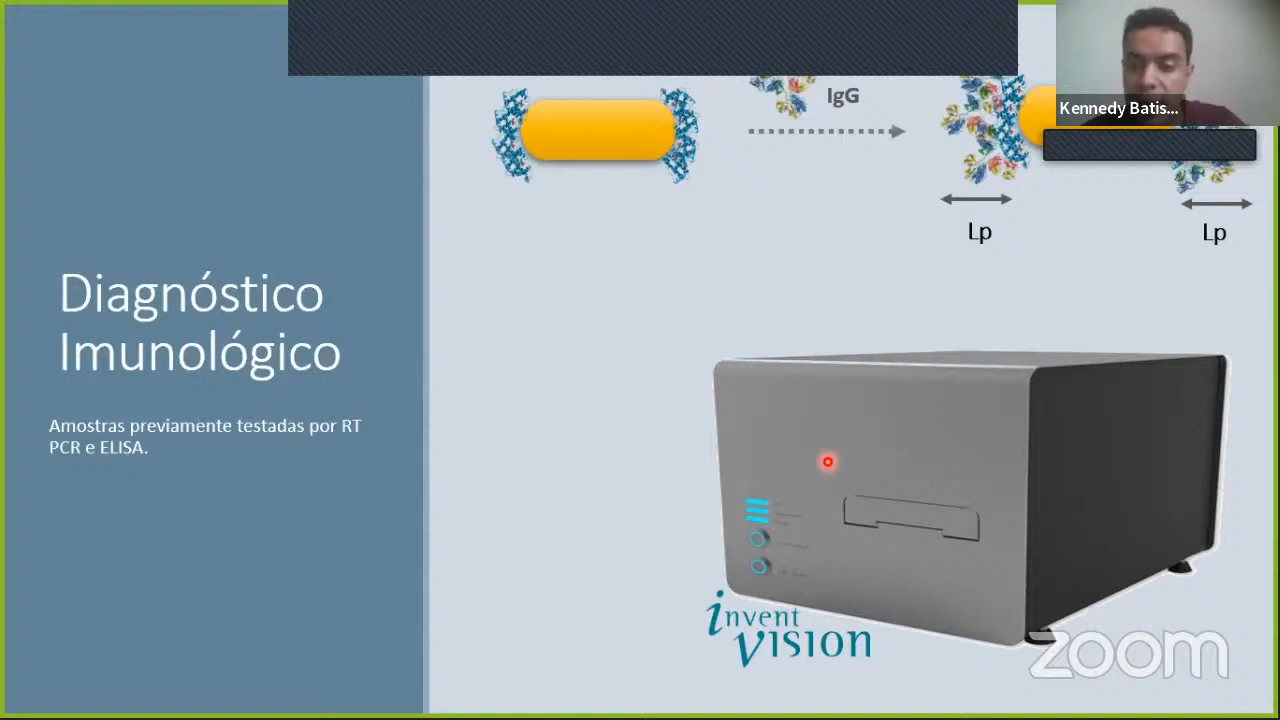 IgG
Kennedy Batis...
Lp
Lp
Diagnóstico
Imunológico
Amostras previamente testadas por RT
PCR e ELISA.
invent
vision
zoom